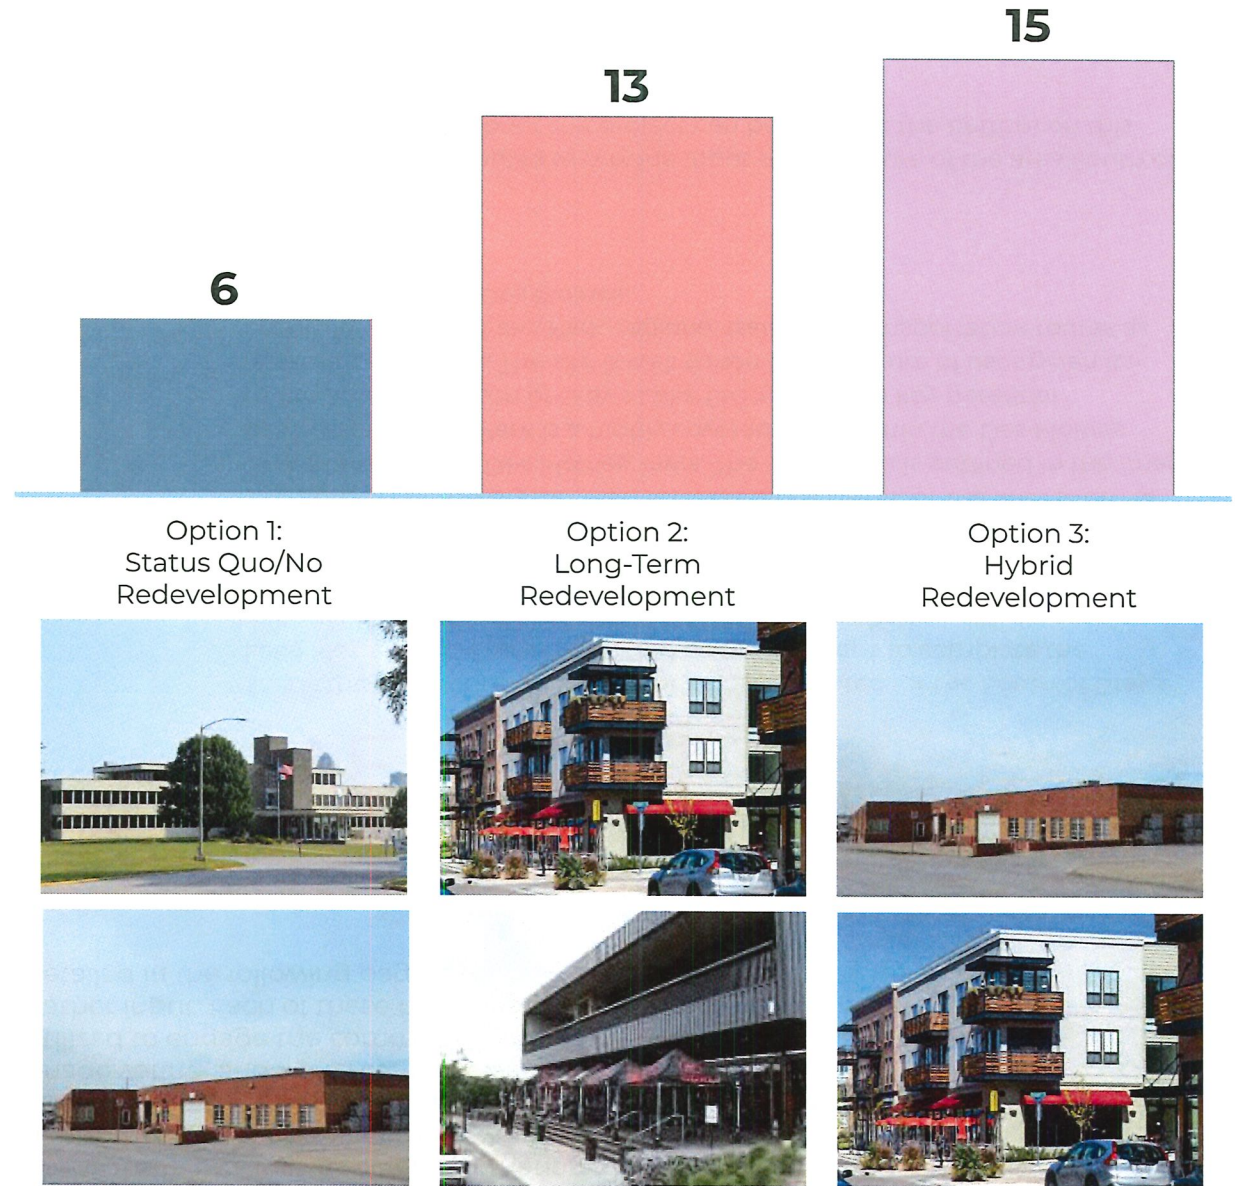 6
13
15
Option 1:
Status Quo/No
Redevelopment
Option 2:
Long-Term
Redevelopment
Option 3:
Hybrid
Redevelopment